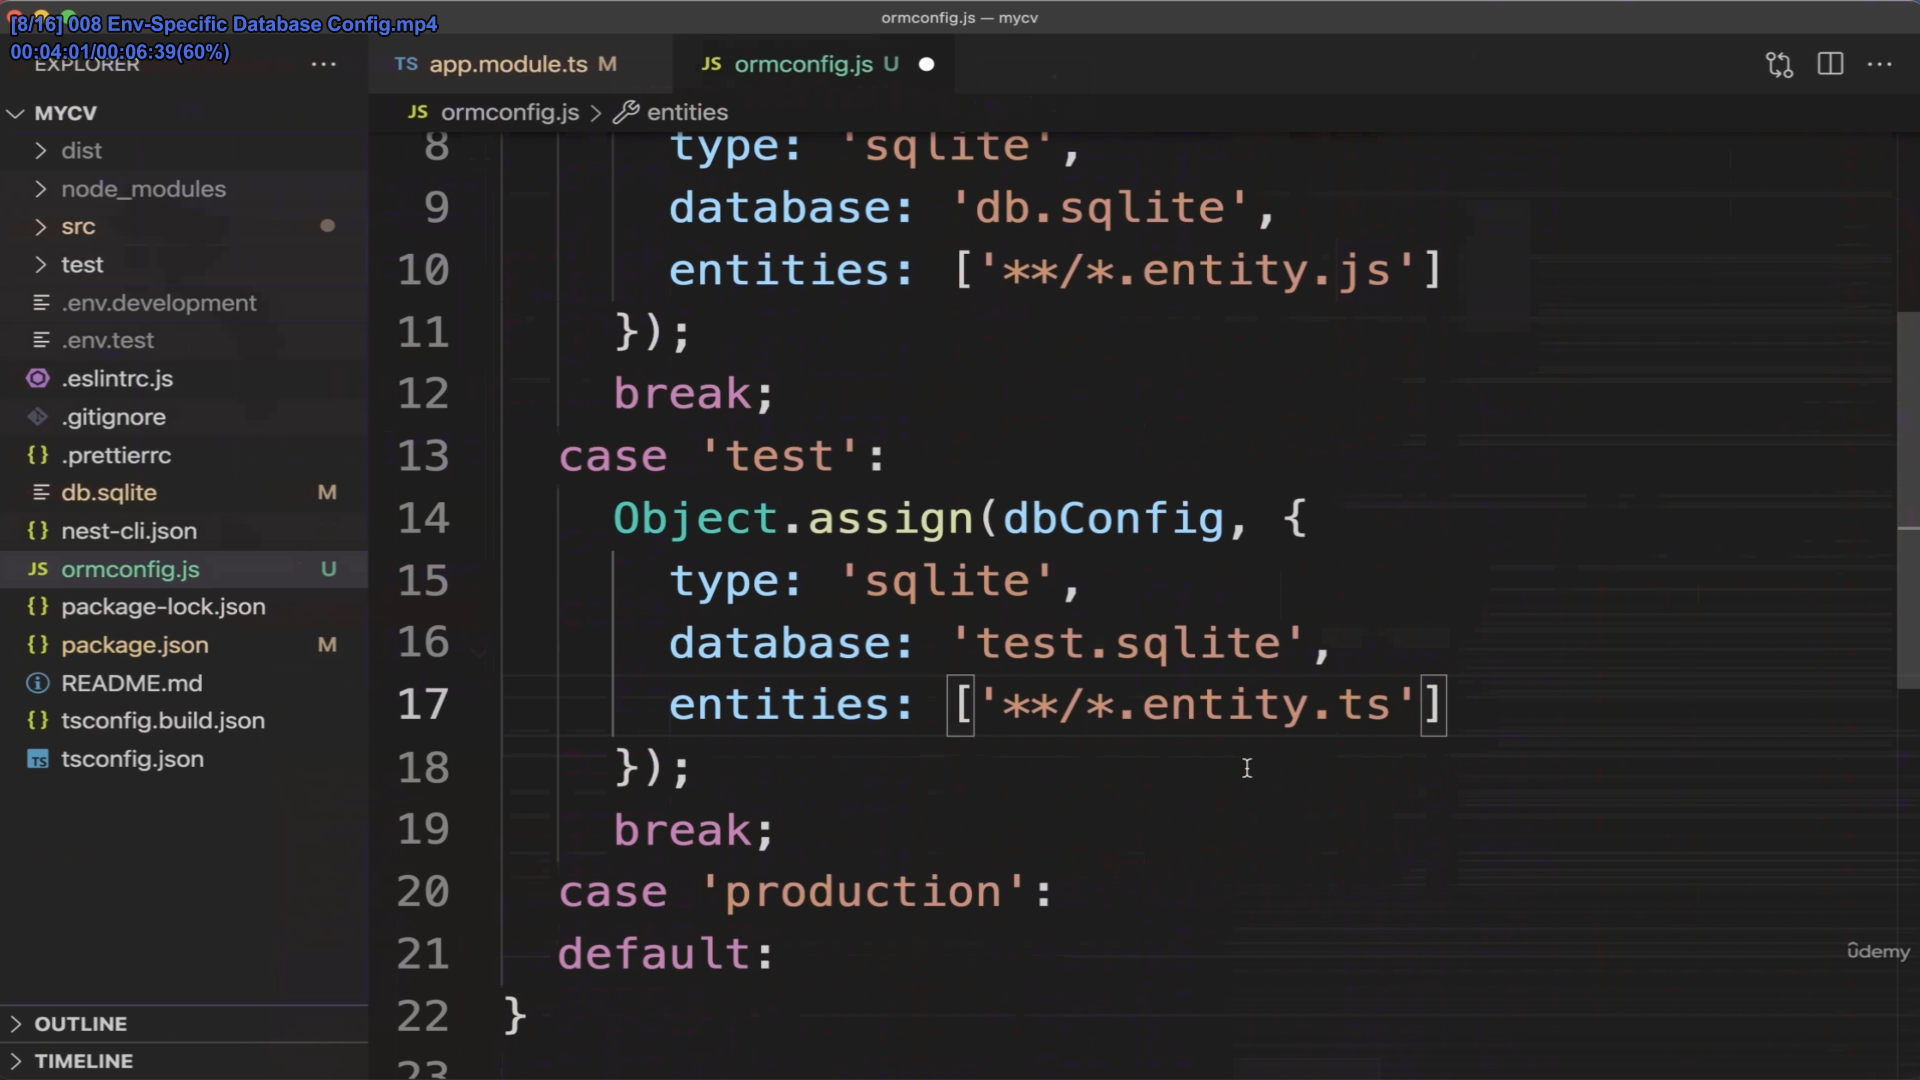 [8/16] 008 Env-Specific Database Config.mp4
00:04:01/00:06:39(60%)
ormconfig.js — mycv
EXPLORER
TS app.module.ts M
JS ormconfig.js U
JS ormconfig.js > entities
MYCV
dist
node_modules
src
test
.env.development
.env.test
.eslintrc.js
.gitignore
{} .prettierrc
db.sqlite M
{} nest-cli.json
JS ormconfig.js U
{} package-lock.json
{} package.json M
README.md
{} tsconfig.build.json
TS tsconfig.json
OUTLINE
TIMELINE
8 type: 'sqlite',
9 database: 'db.sqlite',
10 entities: ['**/*.entity.js']
11 });
12 break;
13 case 'test':
14 Object.assign(dbConfig, {
15 type: 'sqlite',
16 database: 'test.sqlite',
17 entities: ['**/*.entity.ts']
18 });
19 break;
20 case 'production':
21 default:
22 }
23
ûdemy